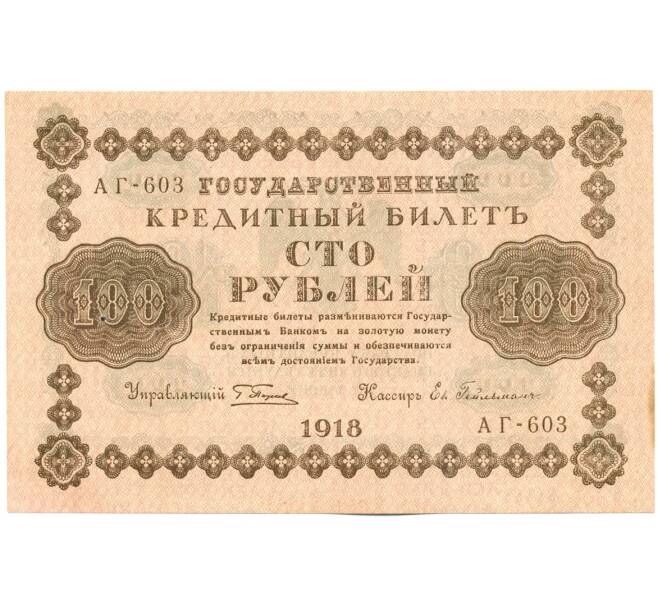 АГ-603 ГОСУДАРСТВЕННЫЙ
КРЕДИТНЫЙ БИЛЕТЪ
СТО
РУБЛЕЙ
100 100
Кредитные билеты размѣниваются Государ-
ственнымъ Банкомъ на золотую монету
безъ ограниченія суммы и обезпечиваются
всѣмъ достояніемъ Государства.
Управляющій Кассиръ
1918 АГ-603